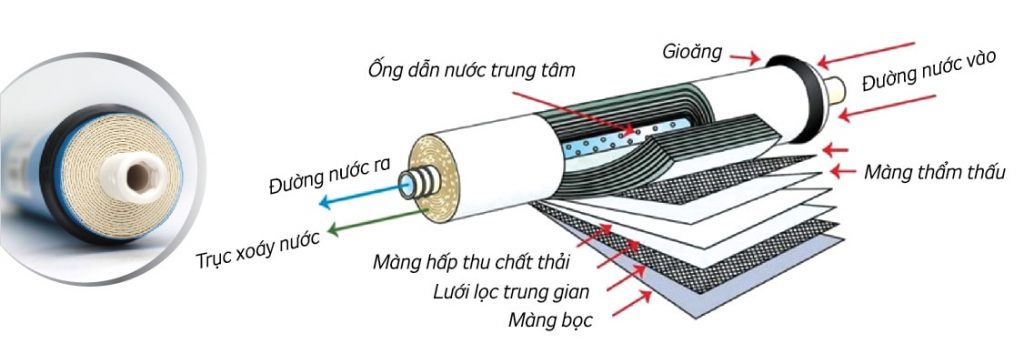 Gioăng
Ống dẫn nước trung tâm
Đường nước vào
Màng thẩm thấu
Đường nước ra
Trục xoáy nước
Màng hấp thu chất thải
Lưới lọc trung gian
Màng bọc